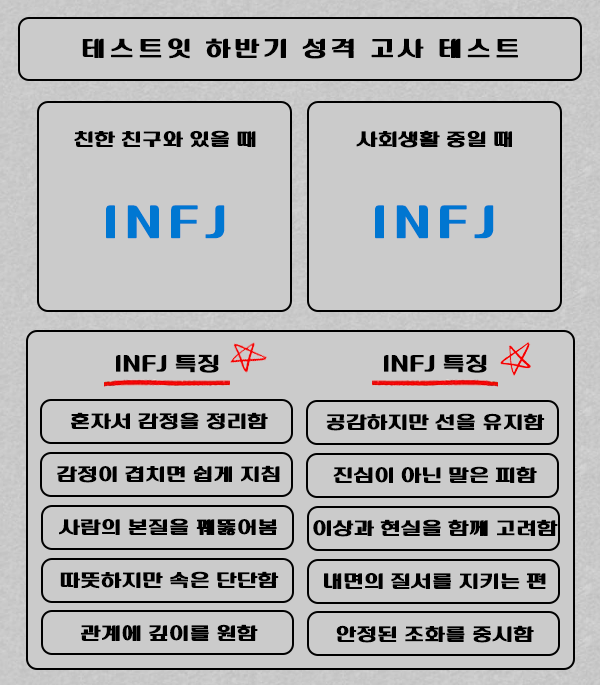 테스트잇 하반기 성격 고사 테스트
친한 친구와 있을 때
INFJ
사회생활 중일 때
INFJ
INFJ 특징
혼자서 감정을 정리함
감정이 겹치면 쉽게 지침
사람의 본질을 꿰뚫어봄
따뜻하지만 속은 단단함
관계에 깊이를 원함
INFJ 특징
공감하지만 선을 유지함
진심이 아닌 말은 피함
이상과 현실을 함께 고려함
내면의 질서를 지키는 편
안정된 조화를 중시함